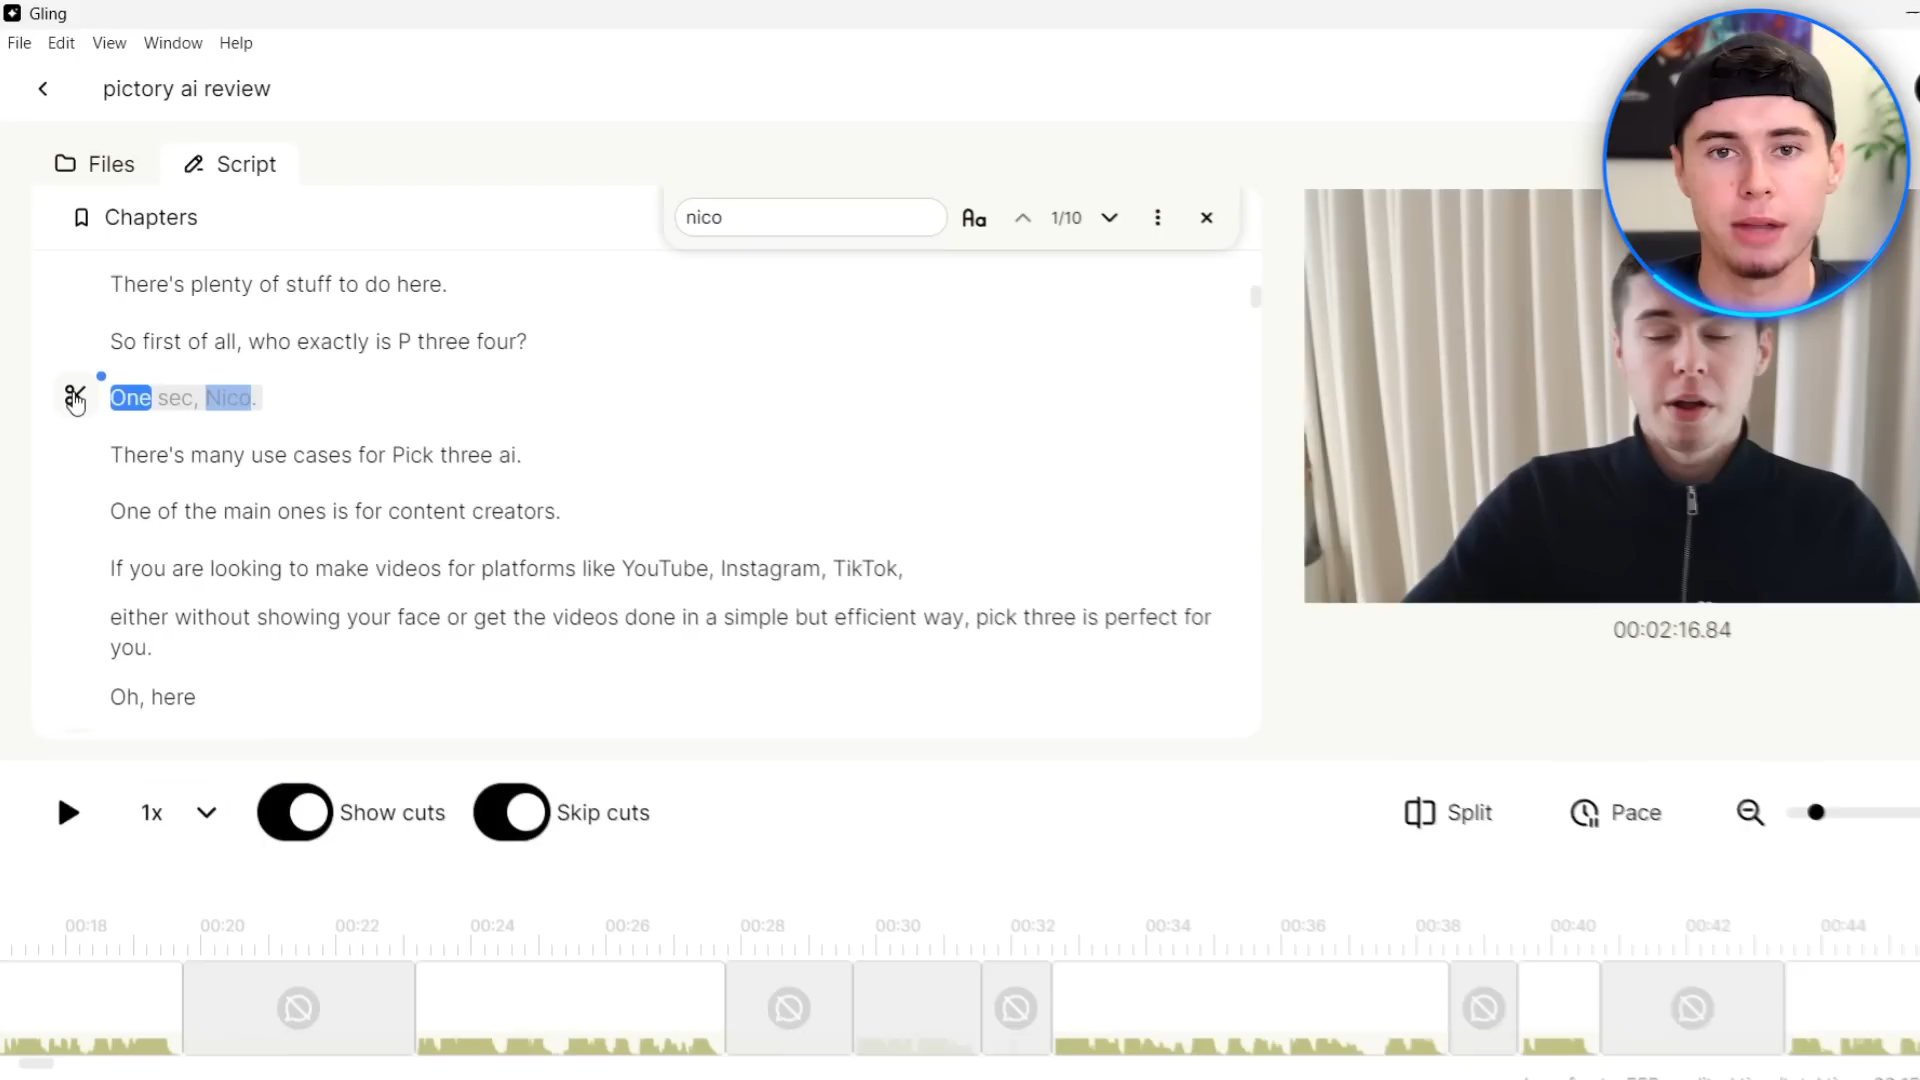 Gling
File Edit View Window Help
pictory ai review
Files Script
Chapters
nico Aa 1/10
There's plenty of stuff to do here.
So first of all, who exactly is P three four?
One sec, Nico.
There's many use cases for Pick three ai.
One of the main ones is for content creators.
If you are looking to make videos for platforms like YouTube, Instagram, TikTok,
either without showing your face or get the videos done in a simple but efficient way, pick three is perfect for
you.
Oh, here
00:02:16.84
1x Show cuts Skip cuts Split Pace
00:18 00:20 00:22 00:24 00:26 00:28 00:30 00:32 00:34 00:36 00:38 00:40 00:42 00:44